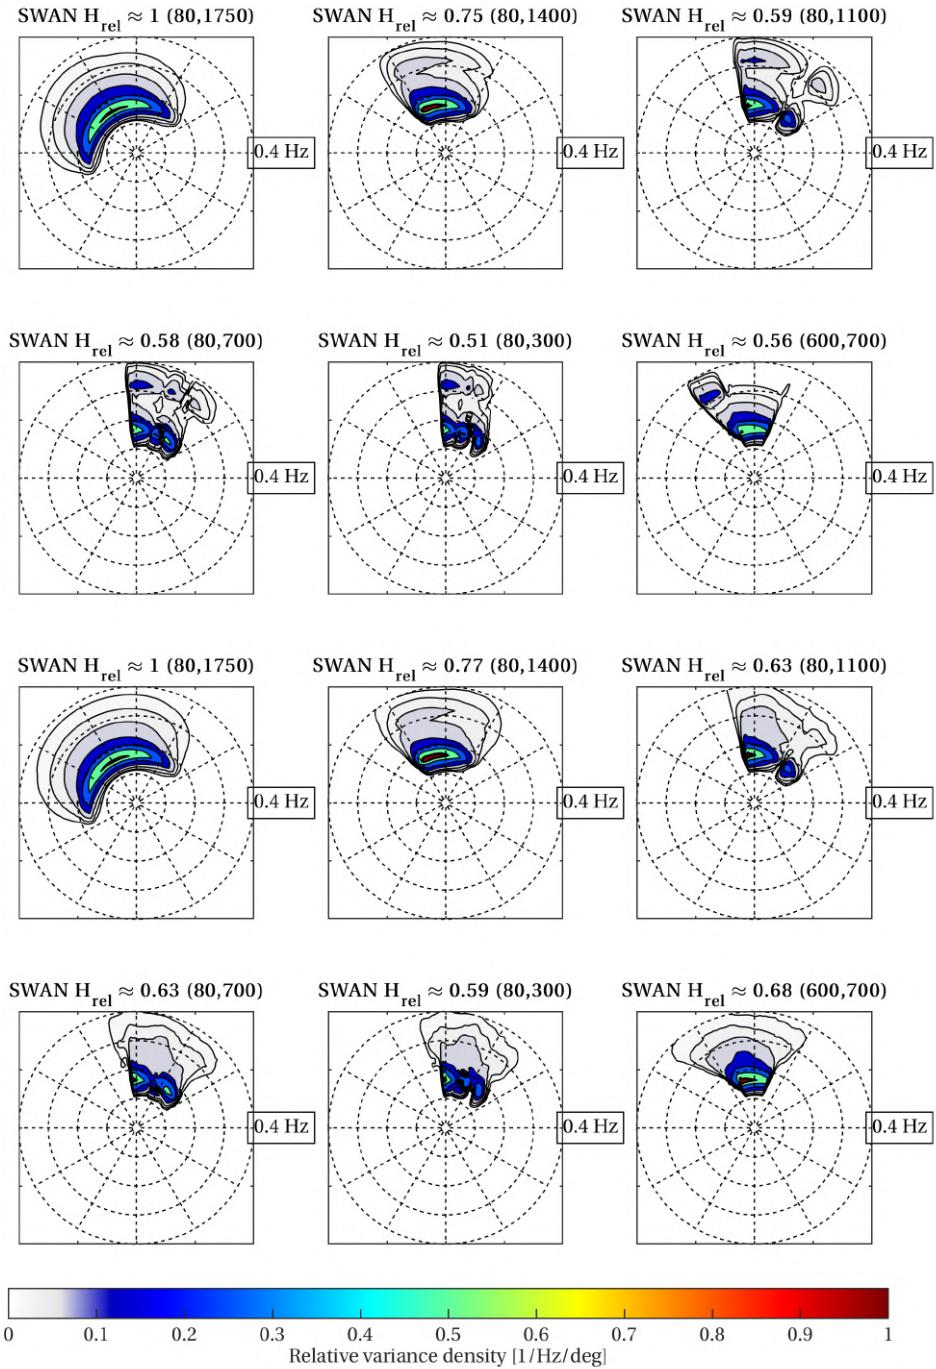 SWAN H_rel ≈ 1 (80,1750) SWAN H_rel ≈ 0.75 (80,1400) SWAN H_rel ≈ 0.59 (80,1100)
0.4 Hz 0.4 Hz 0.4 Hz
SWAN H_rel ≈ 0.58 (80,700) SWAN H_rel ≈ 0.51 (80,300) SWAN H_rel ≈ 0.56 (600,700)
0.4 Hz 0.4 Hz 0.4 Hz
SWAN H_rel ≈ 1 (80,1750) SWAN H_rel ≈ 0.77 (80,1400) SWAN H_rel ≈ 0.63 (80,1100)
0.4 Hz 0.4 Hz 0.4 Hz
SWAN H_rel ≈ 0.63 (80,700) SWAN H_rel ≈ 0.59 (80,300) SWAN H_rel ≈ 0.68 (600,700)
0.4 Hz 0.4 Hz 0.4 Hz
0 0.1 0.2 0.3 0.4 0.5 0.6 0.7 0.8 0.9 1
Relative variance density [1/Hz/deg]